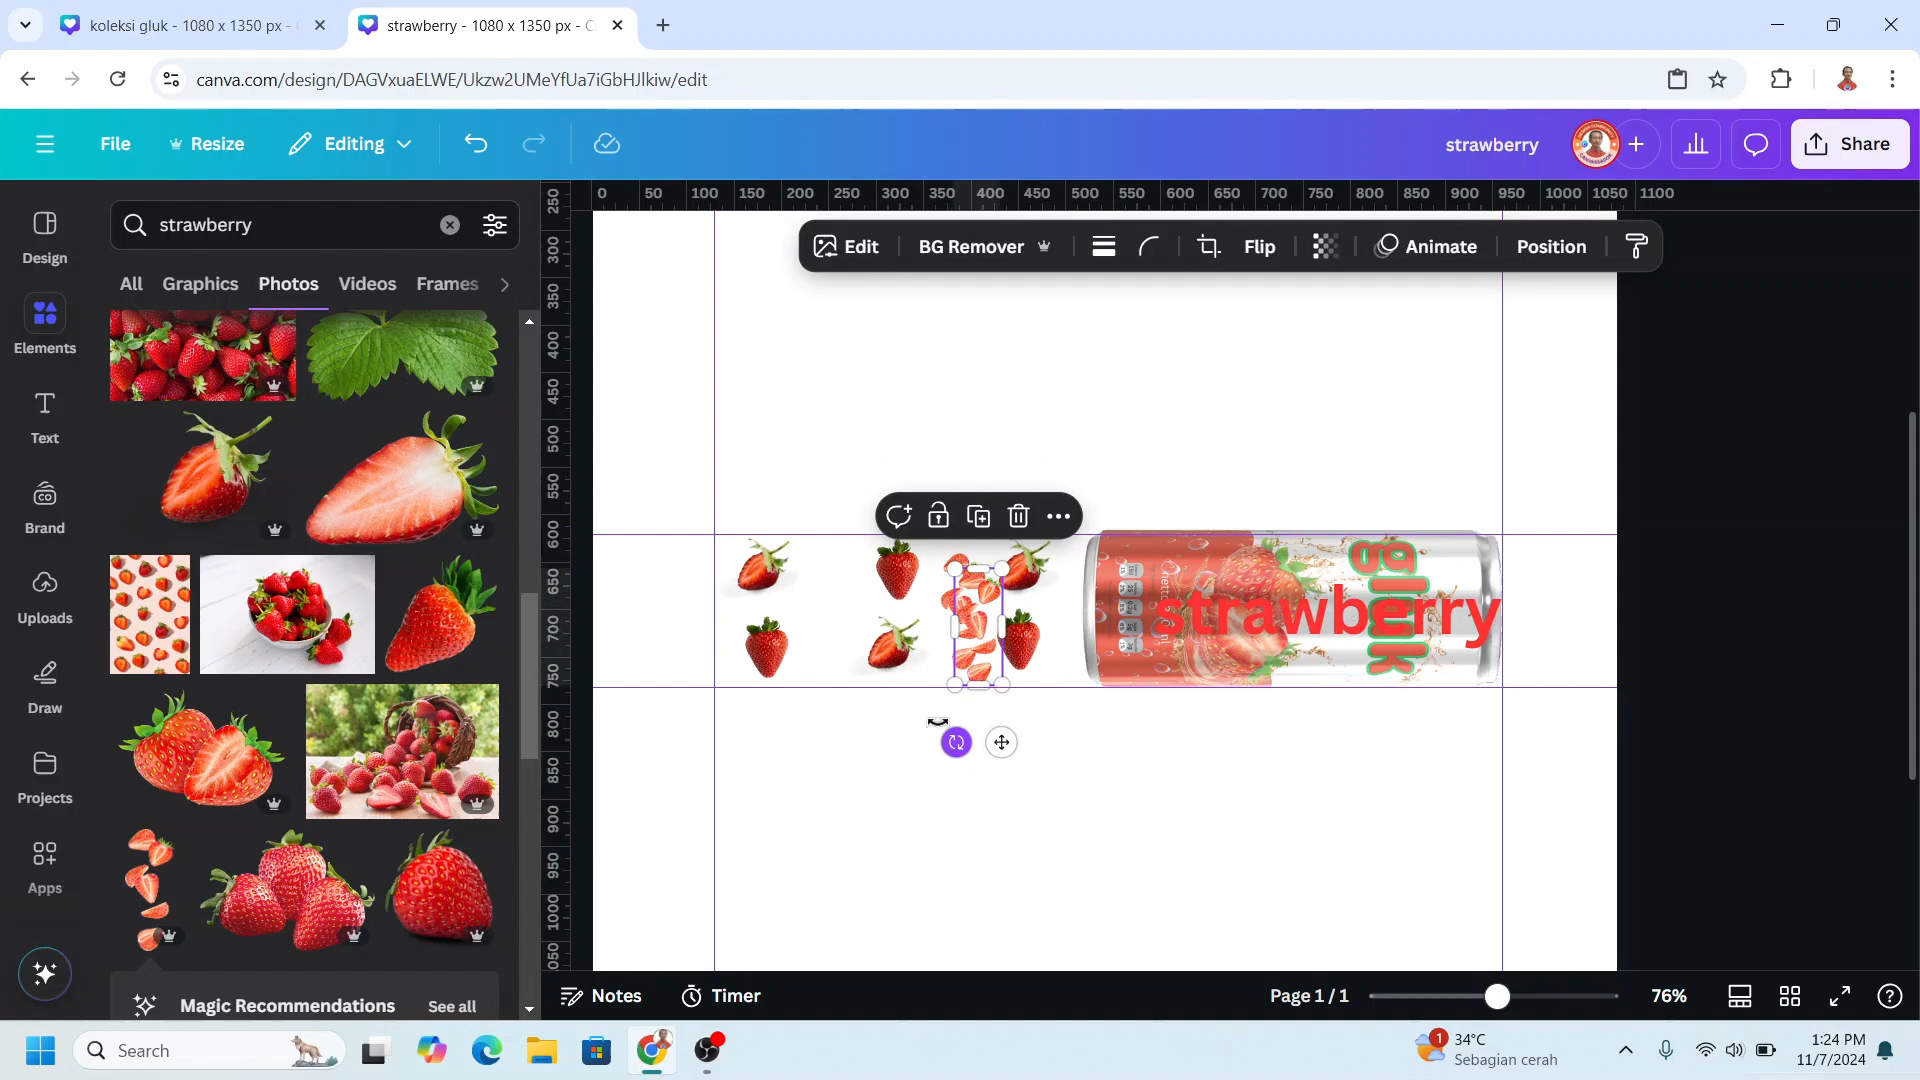 koleksi gluk - 1080 x 1350 px -
strawberry - 1080 x 1350 px - C
canva.com/design/DAGVxuaELWE/Ukzw2UMeYfUa7iGbHJlkiw/edit
File
Resize
Editing
strawberry
Share
strawberry
All
Graphics
Photos
Videos
Frames
Design
Elements
Text
Brand
Uploads
Draw
Projects
Apps
Magic Recommendations
See all
0 50 100 150 200 250 300 350 400 450 500 550 600 650 700 750 800 850 900 950 1000 1050 1100
250
300
350
400
450
500
550
600
650
700
750
800
850
900
950
1000
050
Edit
BG Remover
Flip
Animate
Position
gluk
strawberry
Notes
Timer
Page 1 / 1
76%
Search
1
34°C
Sebagian cerah
1:24 PM
11/7/2024